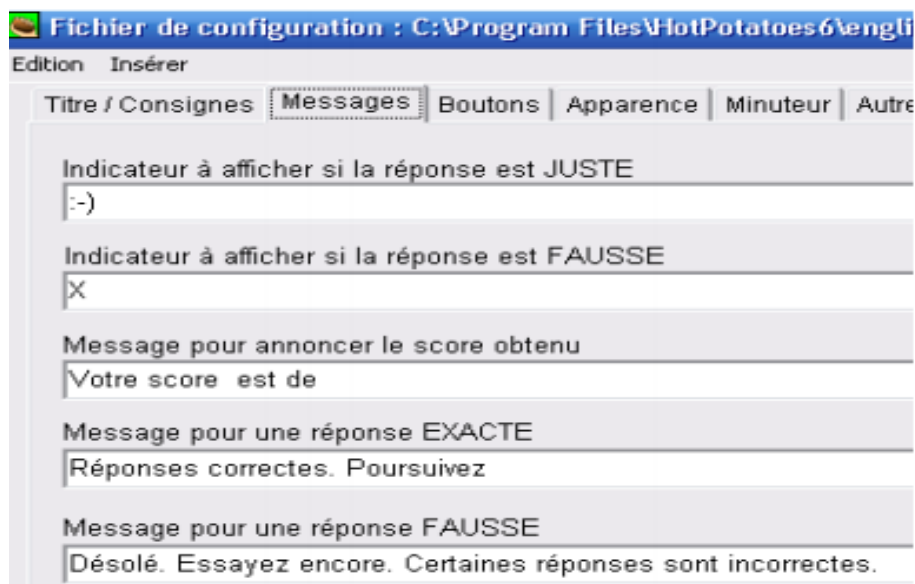 Fichier de configuration : C:\Program Files\HotPotatoes6\engli
Edition Insérer
Titre / Consignes Messages Boutons Apparence Minuteur Autre
Indicateur à afficher si la réponse est JUSTE
:-)
Indicateur à afficher si la réponse est FAUSSE
X
Message pour annoncer le score obtenu
Votre score est de
Message pour une réponse EXACTE
Réponses correctes. Poursuivez
Message pour une réponse FAUSSE
Désolé. Essayez encore. Certaines réponses sont incorrectes.